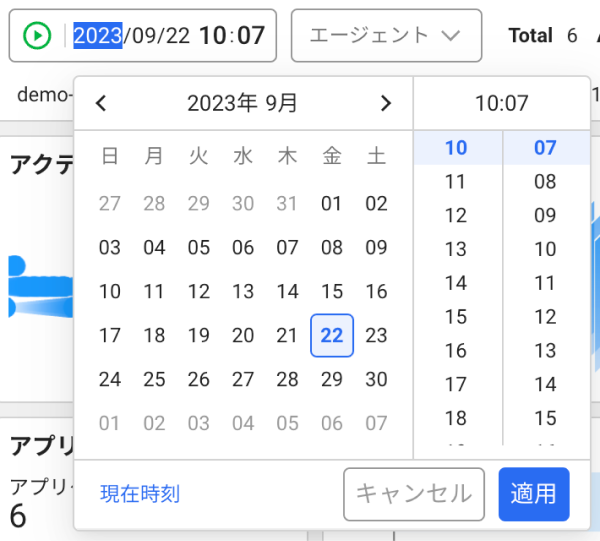 2023/09/22 10:07 エージェント Total 6
demo-
2023年 9月 10:07
アクテ
日 月 火 水 木 金 土
10 07
27 28 29 30 31 01 02
11 08
12 09
03 04 05 06 07 08 09
13 10
10 11 12 13 14 15 16
14 11
15 12
17 18 19 20 21 22 23
16 13
24 25 26 27 28 29 30
17 14
01 02 03 04 05 06 07
18 15
アプリ
アプリ
6
現在時刻 キャンセル 適用